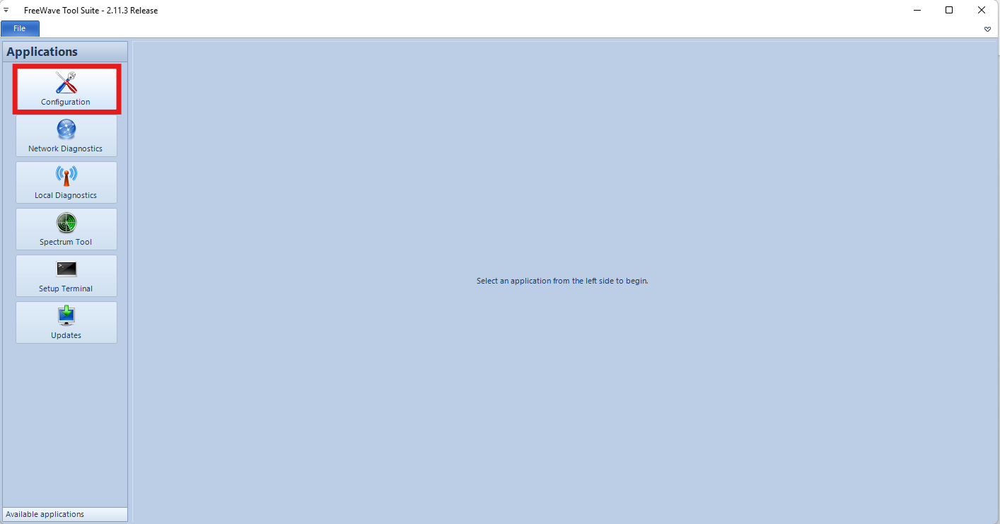 FreeWave Tool Suite - 2.11.3 Release
File
Applications
Configuration
Network Diagnostics
Local Diagnostics
Spectrum Tool
Setup Terminal
Updates
Select an application from the left side to begin.
Available applications